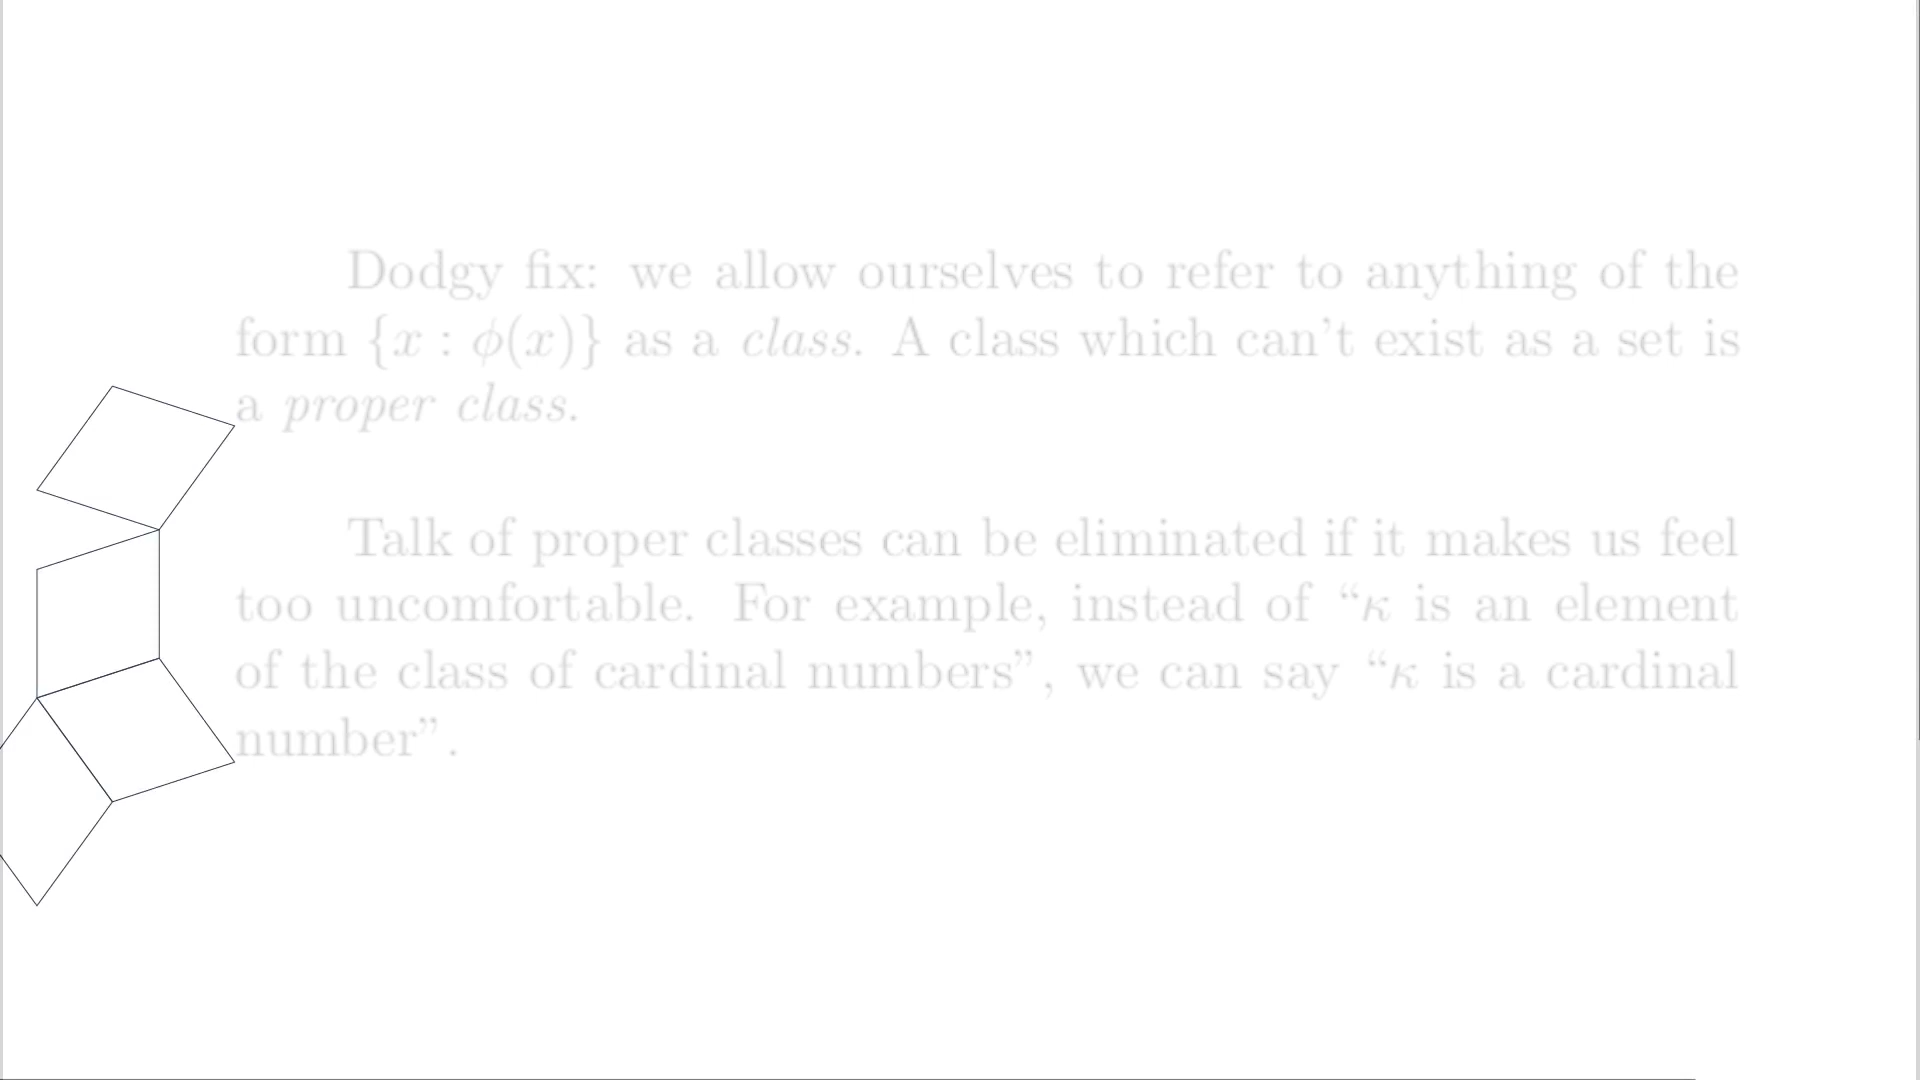 Dodgy fix: we allow ourselves to refer to anything of the
form {x : ϕ(x)} as a class. A class which can't exist as a set is
a proper class.
Talk of proper classes can be eliminated if it makes us feel
too uncomfortable. For example, instead of “κ is an element
of the class of cardinal numbers”, we can say “κ is a cardinal
number”.